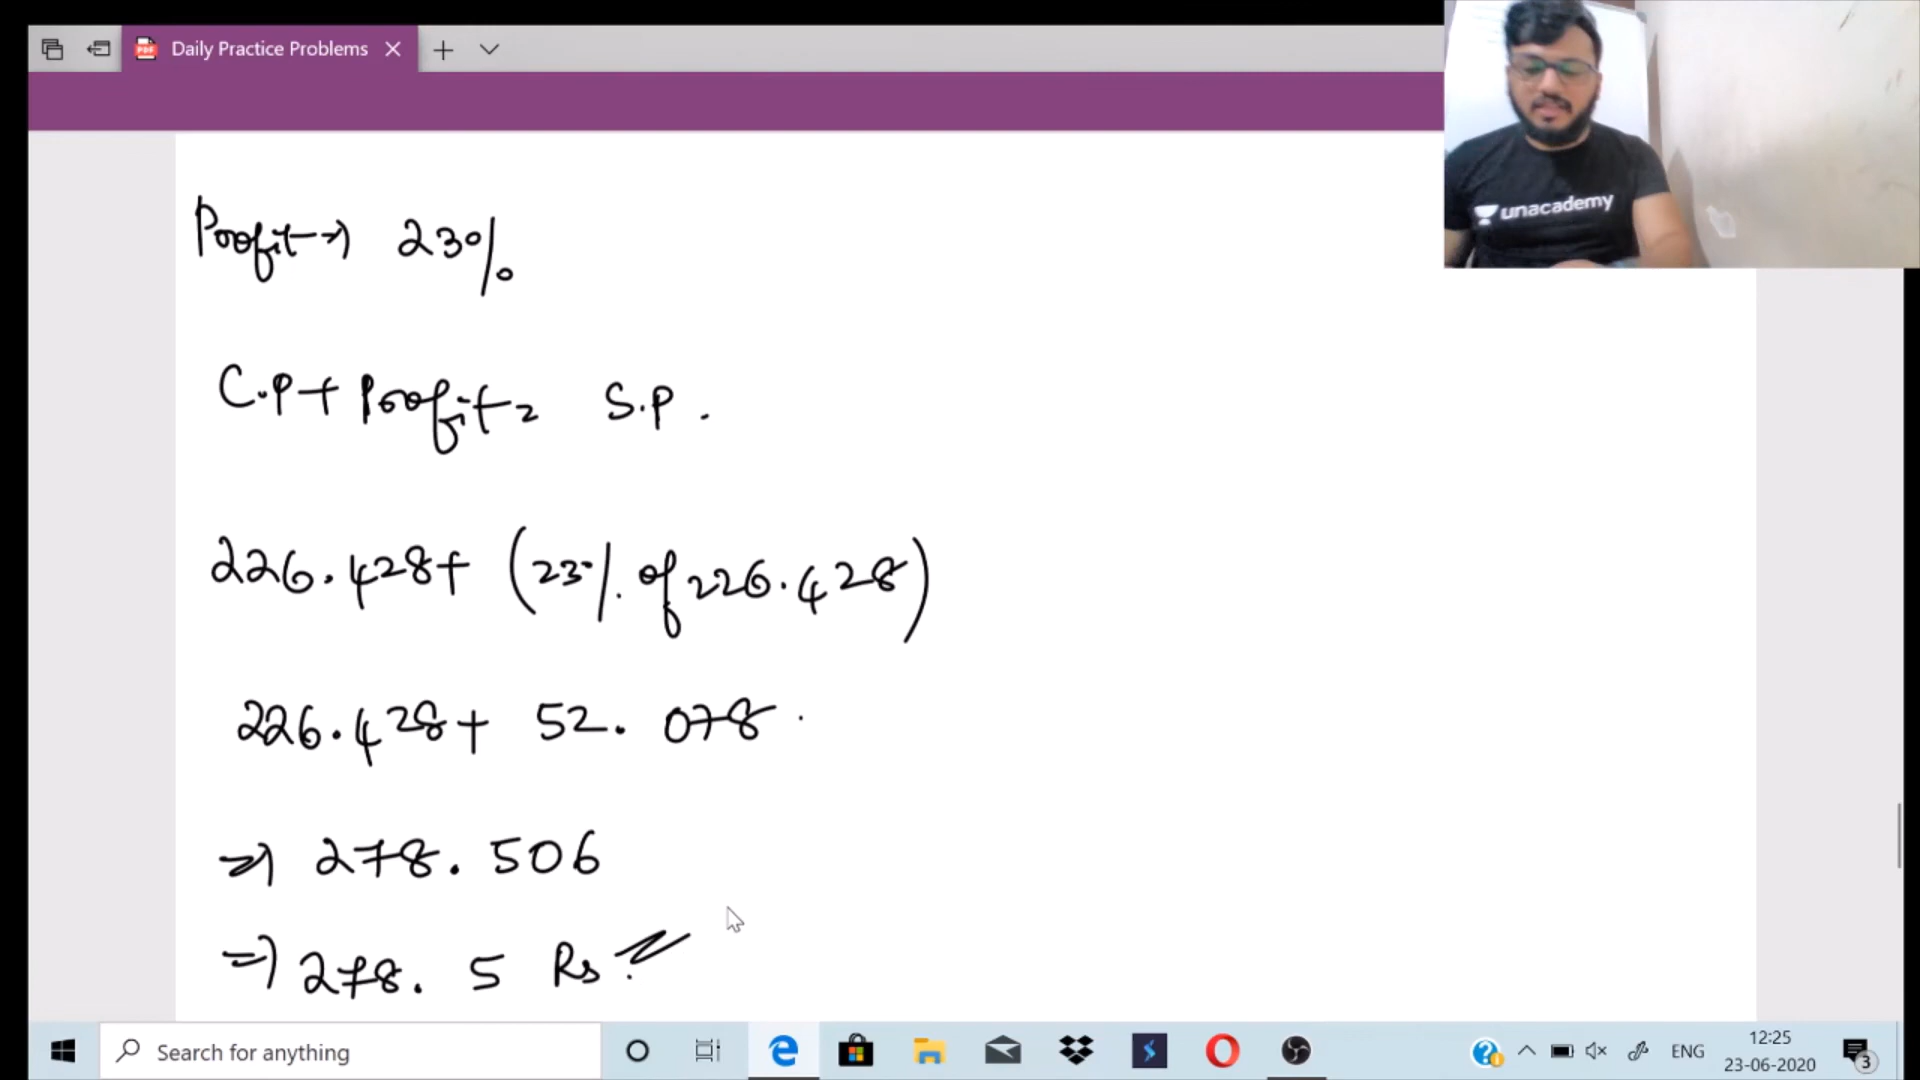 Daily Practice Problems
unacademy
Profit → 23%
C.P + Profit = S.P.
226.428 + (23% of 226.428)
226.428 + 52.078.
⇒ 278.506
⇒ 278.5 Rs.
Search for anything
ENG
12:25
23-06-2020
3